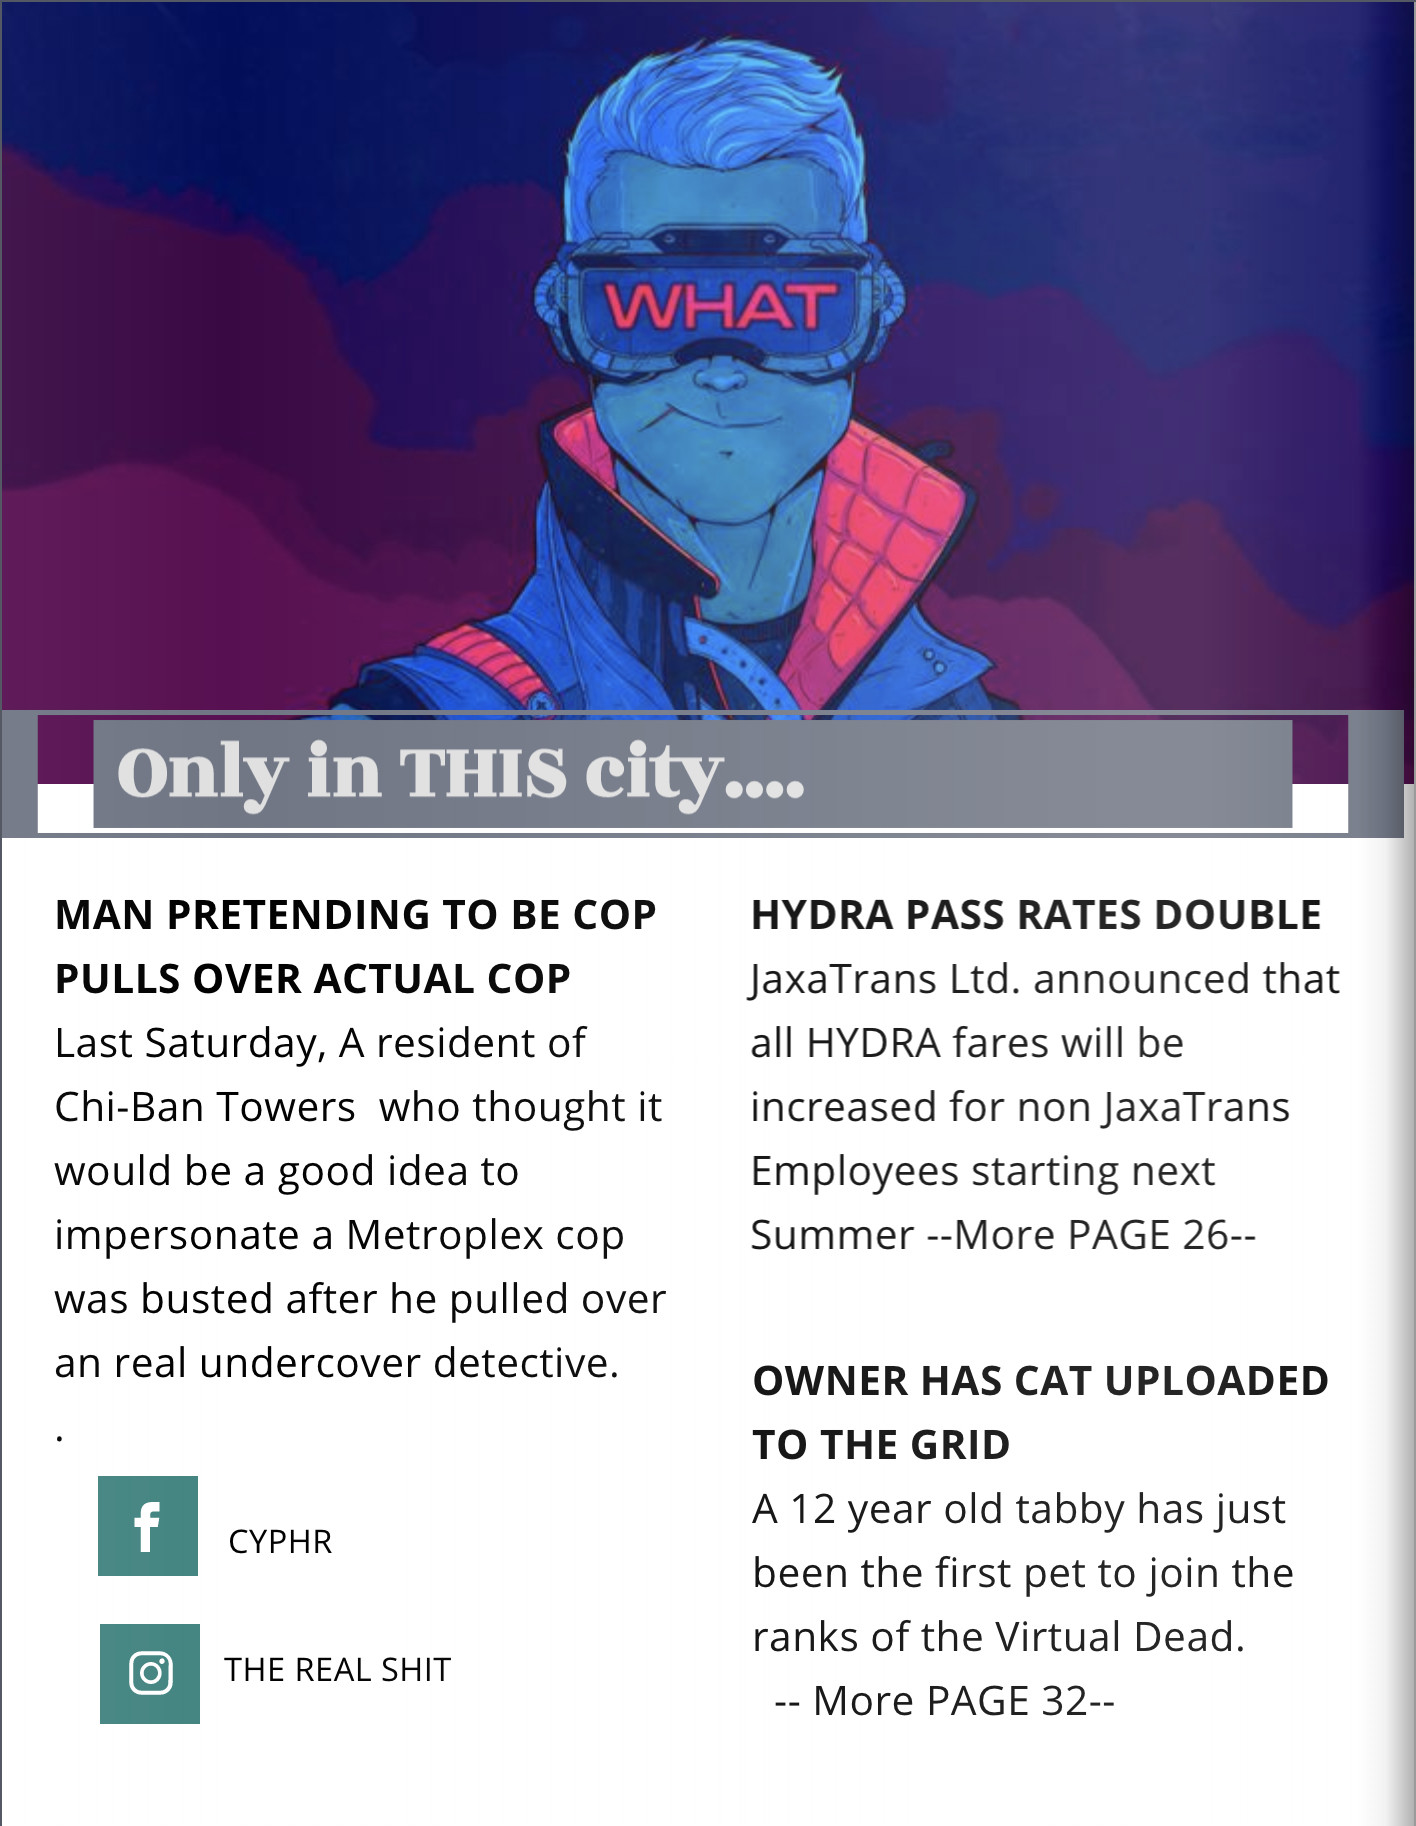 WHAT
Only in THIS city....
MAN PRETENDING TO BE COP
PULLS OVER ACTUAL COP
Last Saturday, A resident of
Chi-Ban Towers  who thought it
would be a good idea to
impersonate a Metroplex cop
was busted after he pulled over
an real undercover detective.
.
CYPHR
THE REAL SHIT
HYDRA PASS RATES DOUBLE
JaxaTrans Ltd. announced that
all HYDRA fares will be
increased for non JaxaTrans
Employees starting next
Summer --More PAGE 26--
OWNER HAS CAT UPLOADED
TO THE GRID
A 12 year old tabby has just
been the first pet to join the
ranks of the Virtual Dead.
-- More PAGE 32--